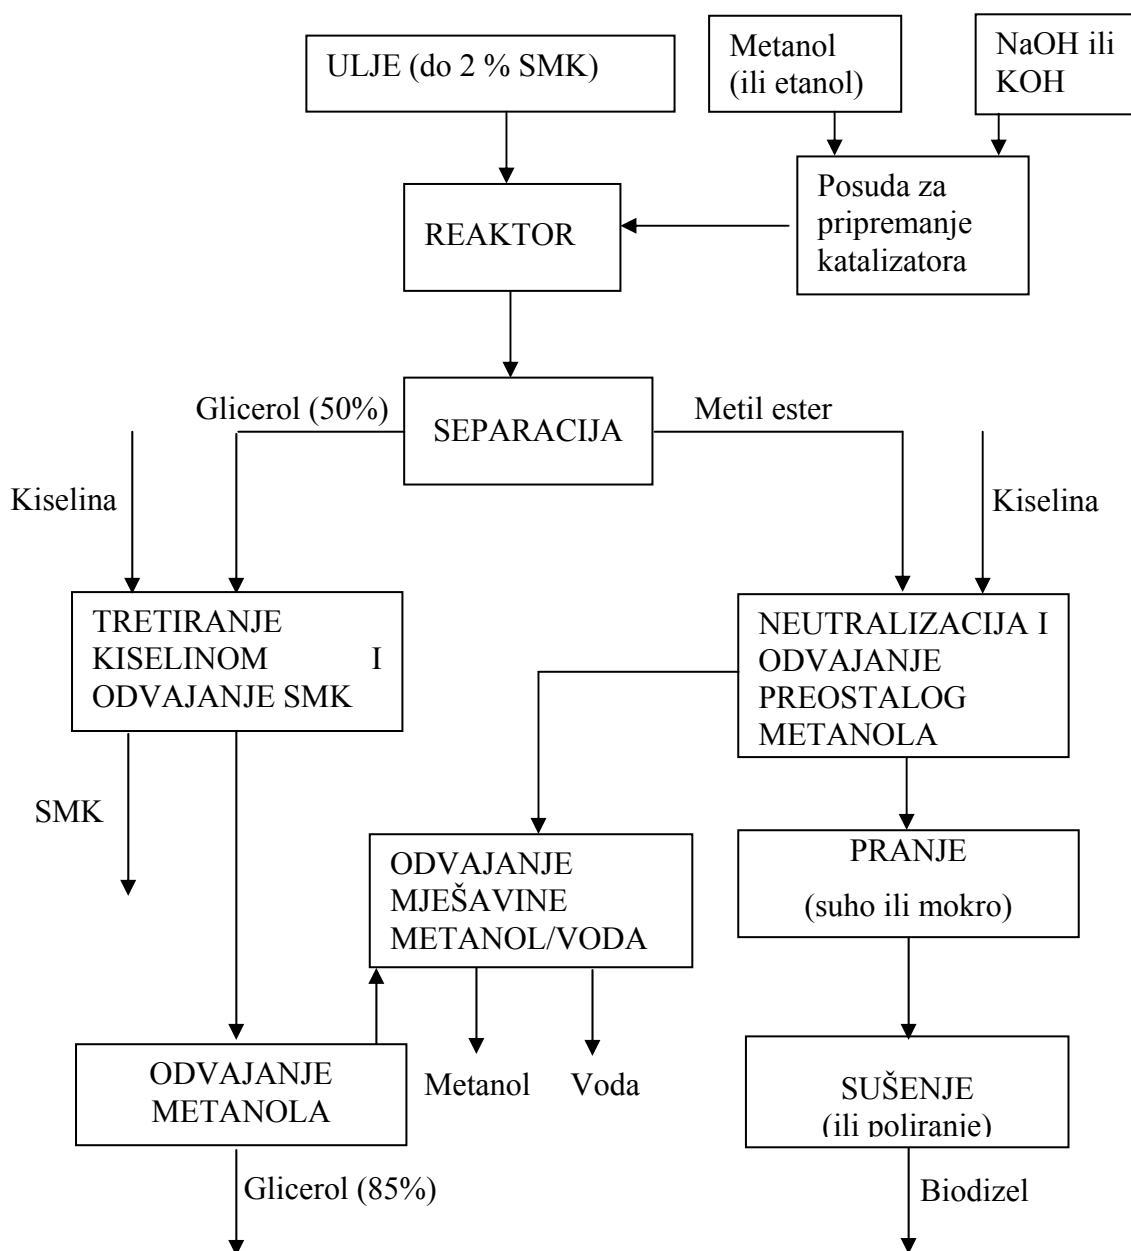 ULJE (do 2 % SMK)
Metanol
(ili etanol)
NaOH ili
KOH
Posuda za
pripremanje
katalizatora
REAKTOR
Glicerol (50%)
SEPARACIJA
Metil ester
Kiselina
Kiselina
TRETIRANJE
KISELINOM I
ODVAJANJE SMK
NEUTRALIZACIJA I
ODVAJANJE
PREOSTALOG
METANOLA
SMK
ODVAJANJE
MJEŠAVINE
METANOL/VODA
PRANJE
(suho ili mokro)
ODVAJANJE
METANOLA
Metanol
Voda
SUŠENJE
(ili poliranje)
Glicerol (85%)
Biodizel